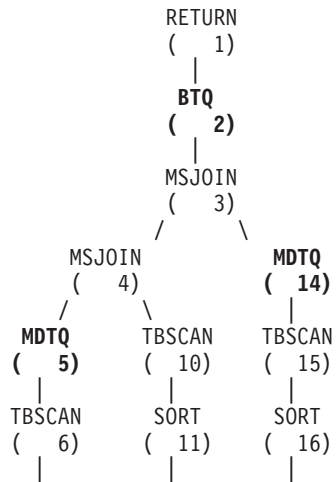 RETURN
(   1)
|
BTQ
(   2)
|
MSJOIN
(   3)
/   \
MSJOIN   MDTQ
(   4)   (  14)
/   \   |
MDTQ   TBSCAN   TBSCAN
(   5)   (  10)   (  15)
|   |   |
TBSCAN   SORT   SORT
(   6)   (  11)   (  16)
|   |   |